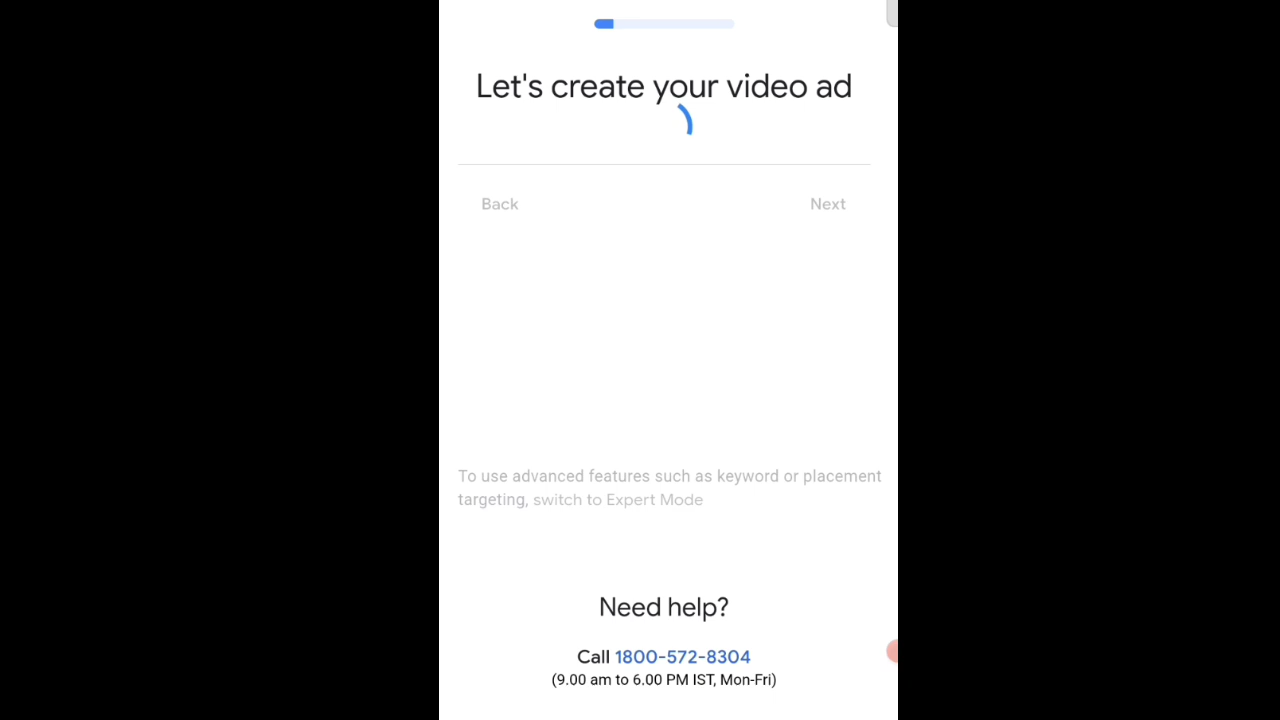 Let's create your video ad
Back
Next
To use advanced features such as keyword or placement
targeting, switch to Expert Mode
Need help?
Call 1800-572-8304
(9.00 am to 6.00 PM IST, Mon-Fri)